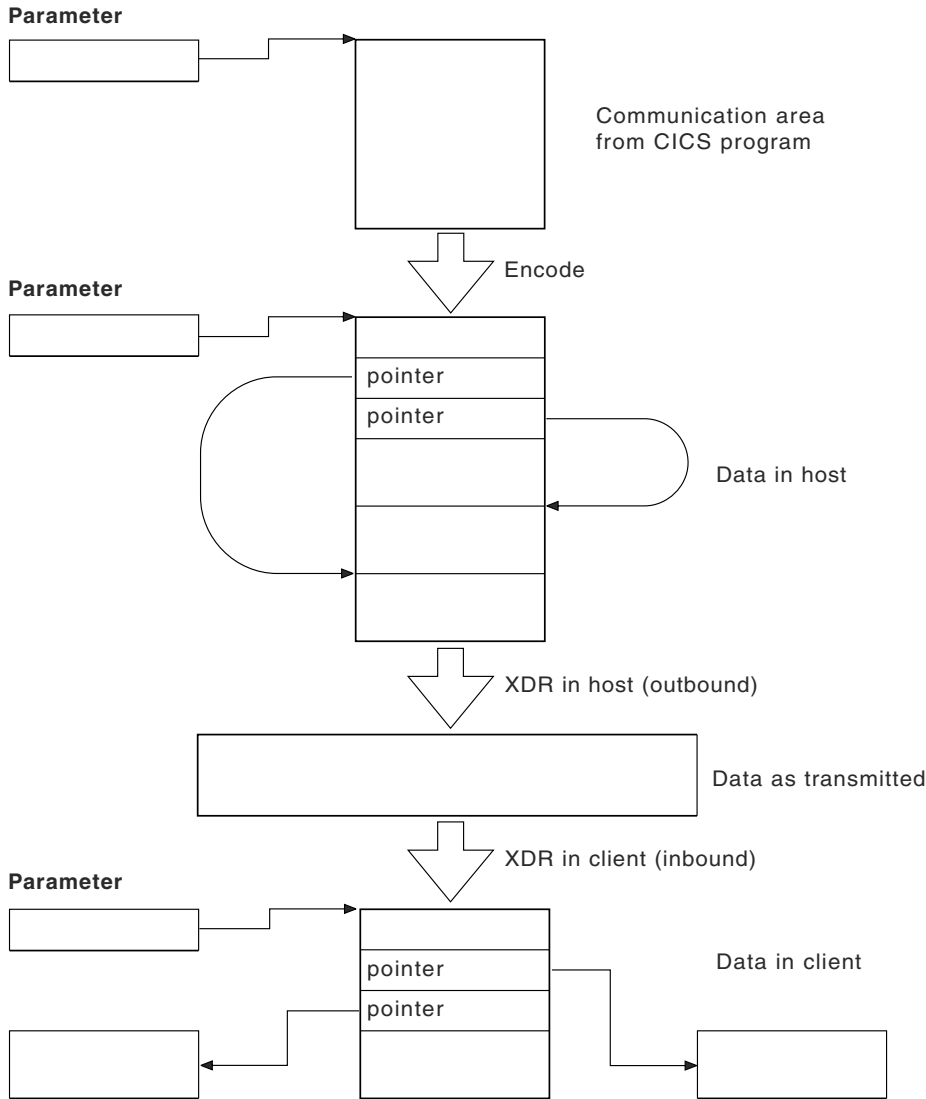 Parameter
Communication area
from CICS program
Encode
Parameter
pointer
pointer
Data in host
XDR in host (outbound)
Data as transmitted
XDR in client (inbound)
Parameter
Data in client
pointer
pointer